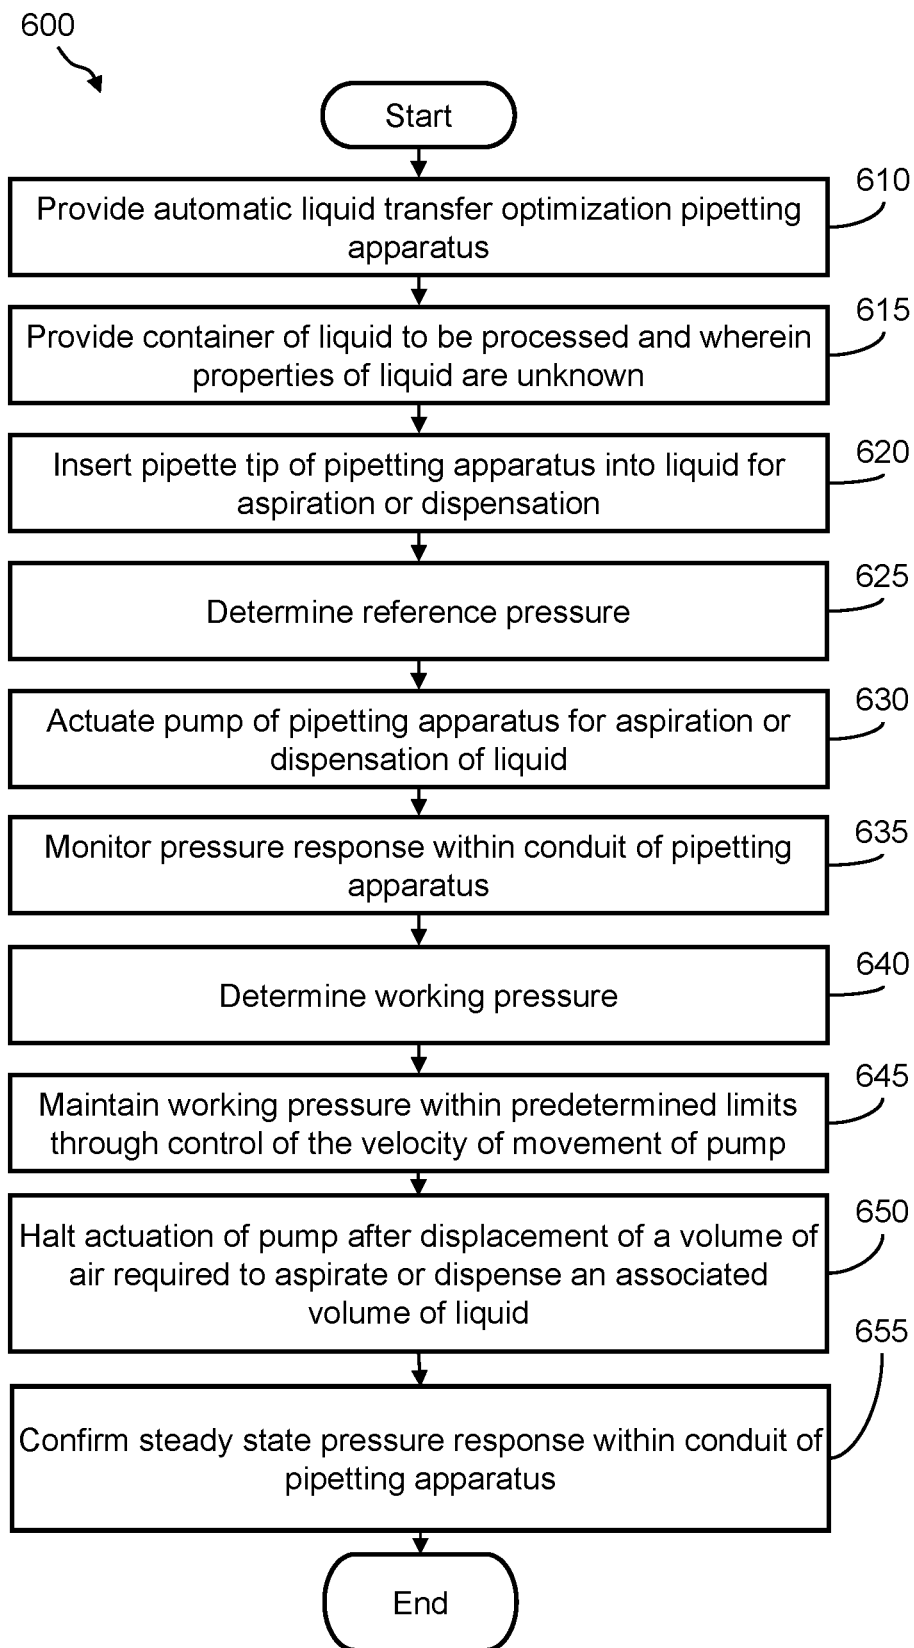 600
Start
610
Provide automatic liquid transfer optimization pipetting
apparatus
615
Provide container of liquid to be processed and wherein
properties of liquid are unknown
620
Insert pipette tip of pipetting apparatus into liquid for
aspiration or dispensation
625
Determine reference pressure
630
Actuate pump of pipetting apparatus for aspiration or
dispensation of liquid
635
Monitor pressure response within conduit of pipetting
apparatus
640
Determine working pressure
645
Maintain working pressure within predetermined limits
through control of the velocity of movement of pump
650
Halt actuation of pump after displacement of a volume of
air required to aspirate or dispense an associated
volume of liquid
655
Confirm steady state pressure response within conduit of
pipetting apparatus
End